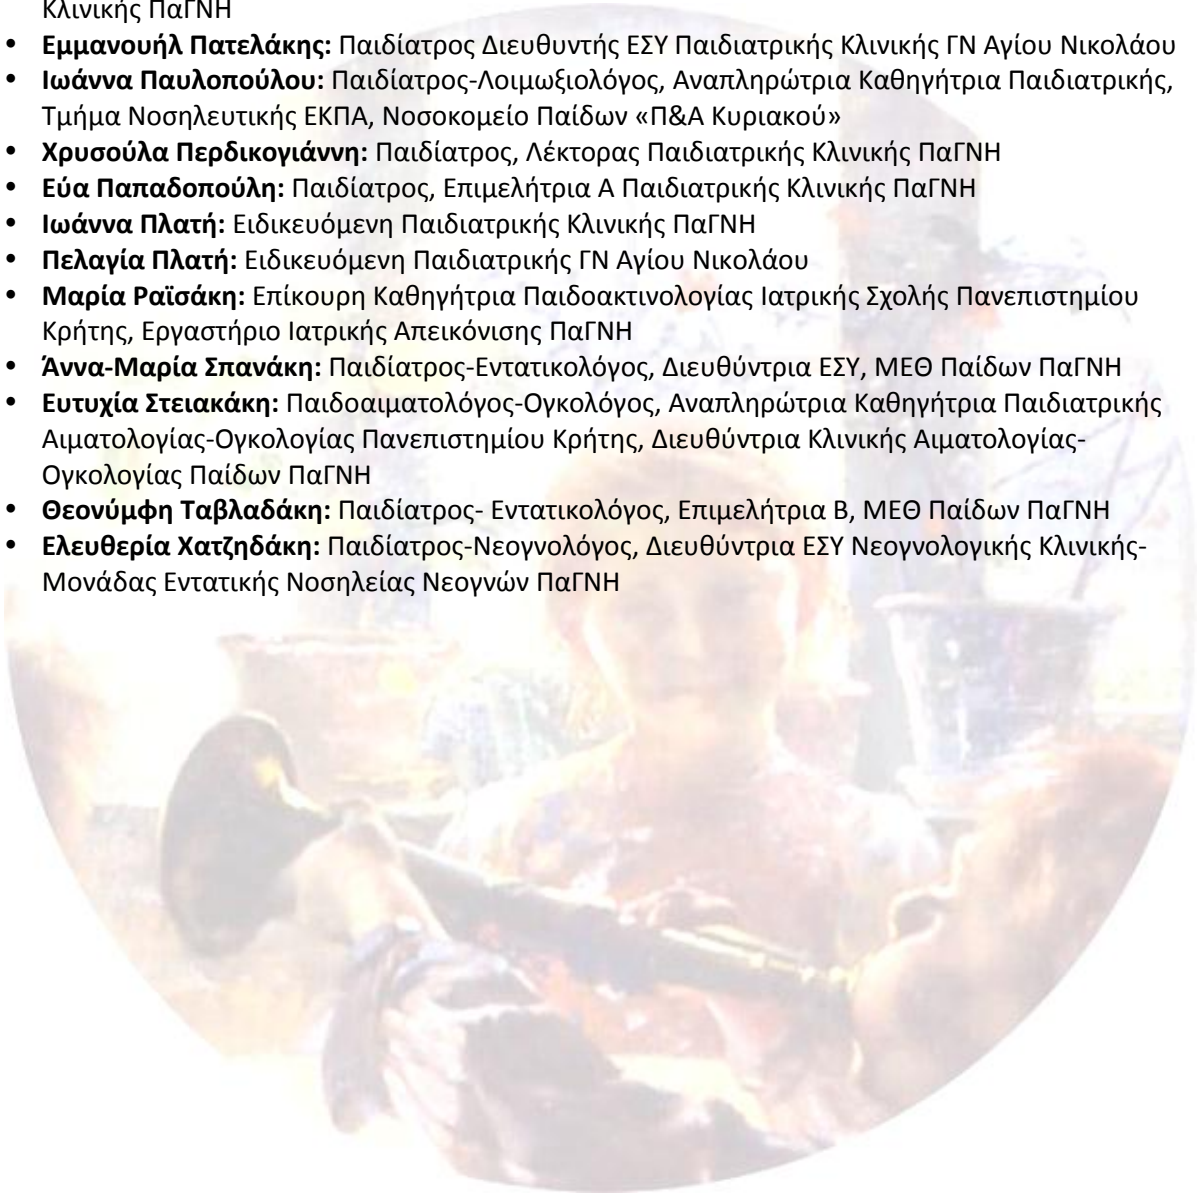 Κλινικής ΠαΓΝΗ
• Εμμανουήλ Πατελάκης: Παιδίατρος Διευθυντής ΕΣΥ Παιδιατρικής Κλινικής ΓΝ Αγίου Νικολάου
• Ιωάννα Παυλοπούλου: Παιδίατρος-Λοιμωξιολόγος, Αναπληρώτρια Καθηγήτρια Παιδιατρικής,
Τμήμα Νοσηλευτικής ΕΚΠΑ, Νοσοκομείο Παίδων «Π&Α Κυριακού»
• Χρυσούλα Περδικογιάννη: Παιδίατρος, Λέκτορας Παιδιατρικής Κλινικής ΠαΓΝΗ
• Εύα Παπαδοπούλη: Παιδίατρος, Επιμελήτρια Α Παιδιατρικής Κλινικής ΠαΓΝΗ
• Ιωάννα Πλατή: Ειδικευόμενη Παιδιατρικής Κλινικής ΠαΓΝΗ
• Πελαγία Πλατή: Ειδικευόμενη Παιδιατρικής ΓΝ Αγίου Νικολάου
• Μαρία Ραϊσάκη: Επίκουρη Καθηγήτρια Παιδοακτινολογίας Ιατρικής Σχολής Πανεπιστημίου
Κρήτης, Εργαστήριο Ιατρικής Απεικόνισης ΠαΓΝΗ
• Άννα-Μαρία Σπανάκη: Παιδίατρος-Εντατικολόγος, Διευθύντρια ΕΣΥ, ΜΕΘ Παίδων ΠαΓΝΗ
• Ευτυχία Στειακάκη: Παιδοαιματολόγος-Ογκολόγος, Αναπληρώτρια Καθηγήτρια Παιδιατρικής
Αιματολογίας-Ογκολογίας Πανεπιστημίου Κρήτης, Διευθύντρια Κλινικής Αιματολογίας-
Ογκολογίας Παίδων ΠαΓΝΗ
• Θεονύμφη Ταβλαδάκη: Παιδίατρος- Εντατικολόγος, Επιμελήτρια Β, ΜΕΘ Παίδων ΠαΓΝΗ
• Ελευθερία Χατζηδάκη: Παιδίατρος-Νεογνολόγος, Διευθύντρια ΕΣΥ Νεογνολογικής Κλινικής-
Μονάδας Εντατικής Νοσηλείας Νεογνών ΠαΓΝΗ